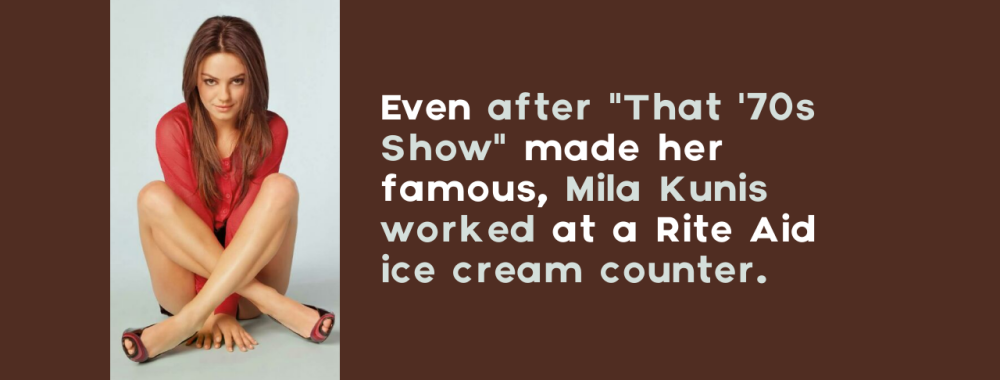 Even after "That '70s
Show" made her
famous, Mila Kunis
worked at a Rite Aid
ice cream counter.